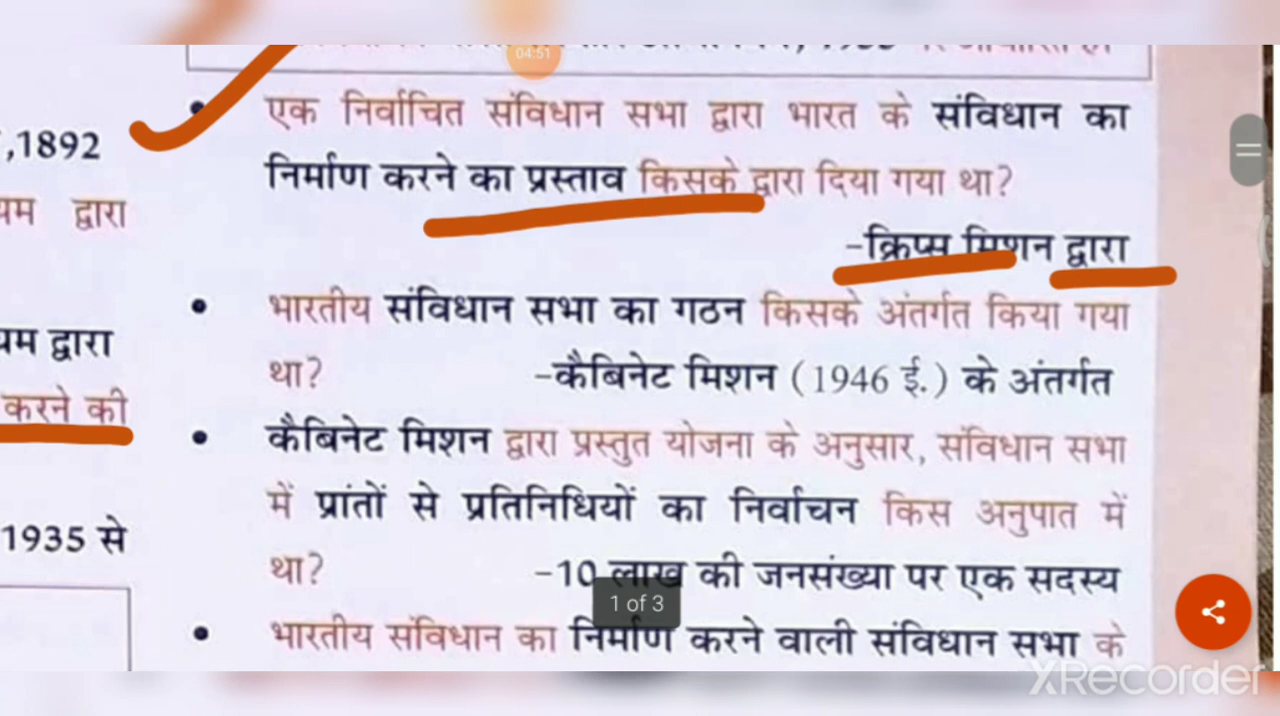 04:51
,1892
यम द्वारा
यम द्वारा
करने की
1935 से
एक निर्वाचित संविधान सभा द्वारा भारत के संविधान का
निर्माण करने का प्रस्ताव किसके द्वारा दिया गया था?
-क्रिप्स मिशन द्वारा
• भारतीय संविधान सभा का गठन किसके अंतर्गत किया गया
था? -कैबिनेट मिशन (1946 ई.) के अंतर्गत
• कैबिनेट मिशन द्वारा प्रस्तुत योजना के अनुसार, संविधान सभा
में प्रांतों से प्रतिनिधियों का निर्वाचन किस अनुपात में
था? -10 लाख की जनसंख्या पर एक सदस्य
1 of 3
• भारतीय संविधान का निर्माण करने वाली संविधान सभा के
XRecorder